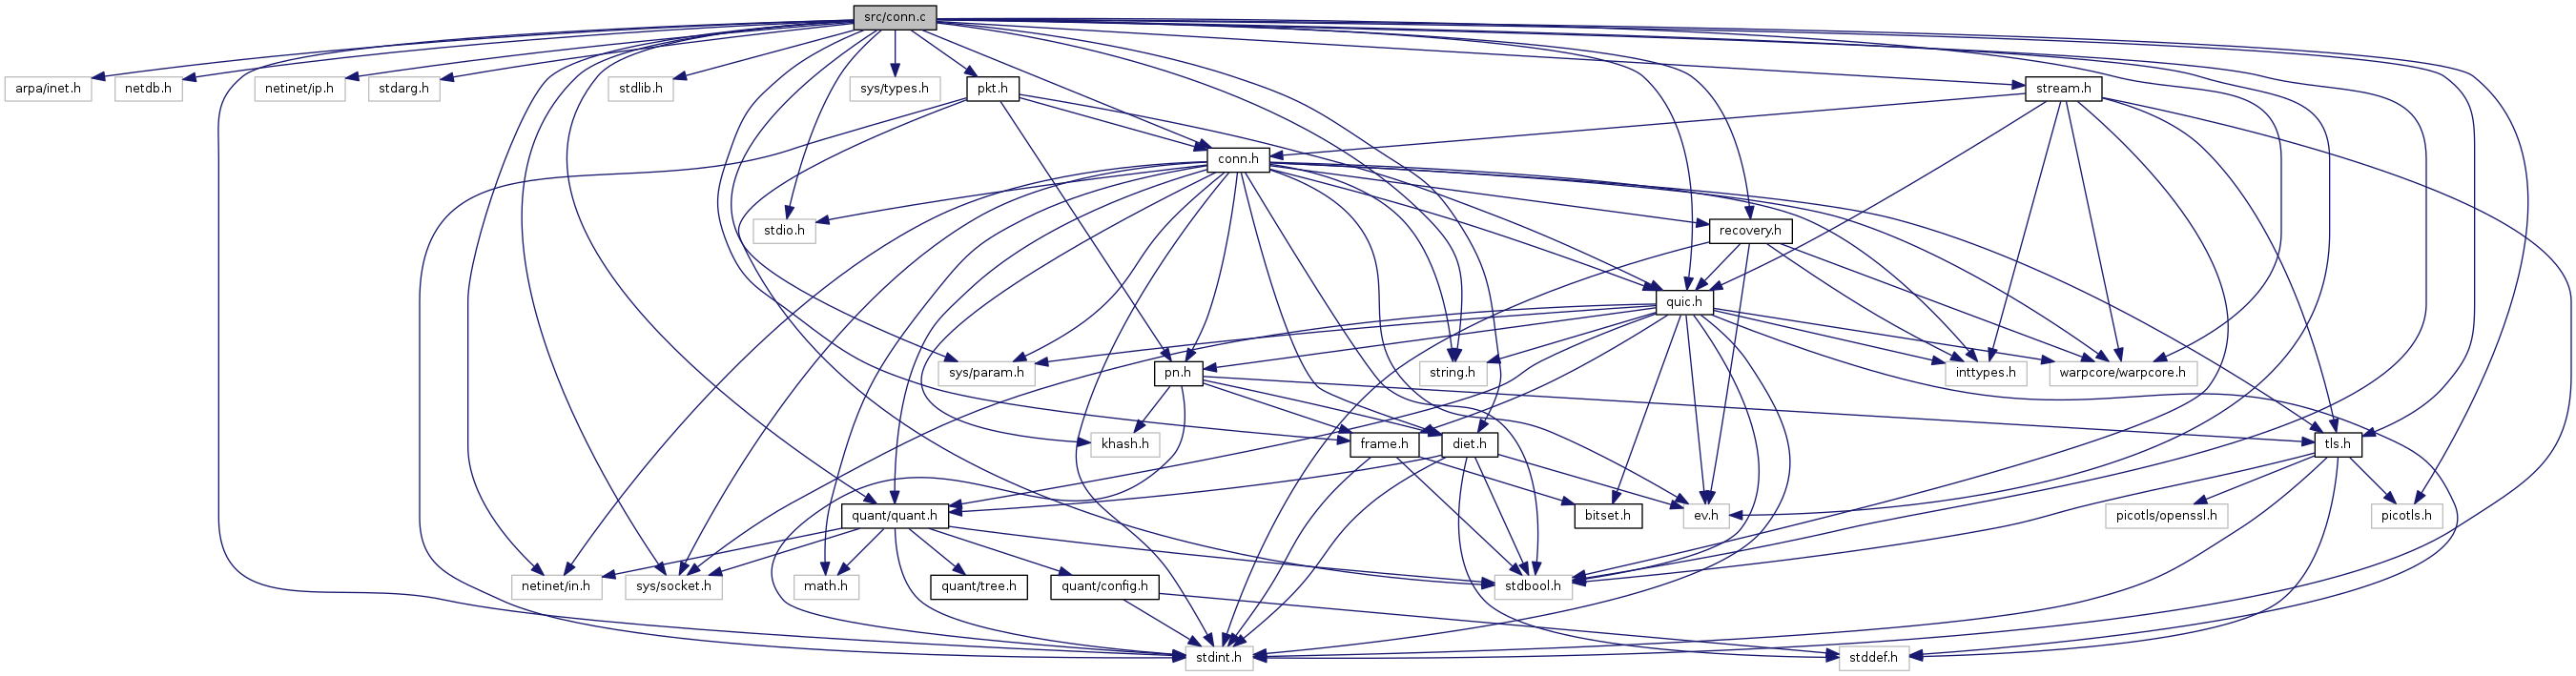 src/conn.c
arpa/inet.h
netdb.h
netinet/ip.h
stdarg.h
stdlib.h
sys/types.h
pkt.h
stream.h
conn.h
stdio.h
recovery.h
quic.h
sys/param.h
pn.h
string.h
inttypes.h
warpcore/warpcore.h
khash.h
frame.h
diet.h
tls.h
quant/quant.h
bitset.h
ev.h
picotls/openssl.h
picotls.h
netinet/in.h
sys/socket.h
math.h
quant/tree.h
quant/config.h
stdbool.h
stdint.h
stddef.h